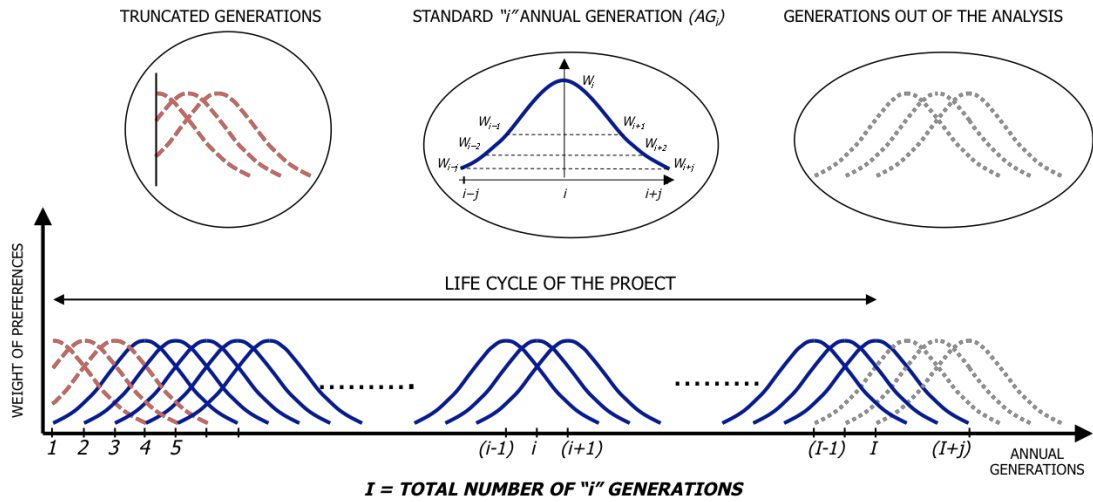 TRUNCATED GENERATIONS
STANDARD "i" ANNUAL GENERATION (AGi)
GENERATIONS OUT OF THE ANALYSIS
Wi
Wi−1
Wi+1
Wi−2
Wi+2
Wi−j
Wi+j
i−j
i
i+j
WEIGHT OF PREFERENCES
LIFE CYCLE OF THE PROECT
1 2 3 4 5 (i-1) i (i+1) (I-1) I (I+j)
ANNUAL
GENERATIONS
I = TOTAL NUMBER OF "i" GENERATIONS